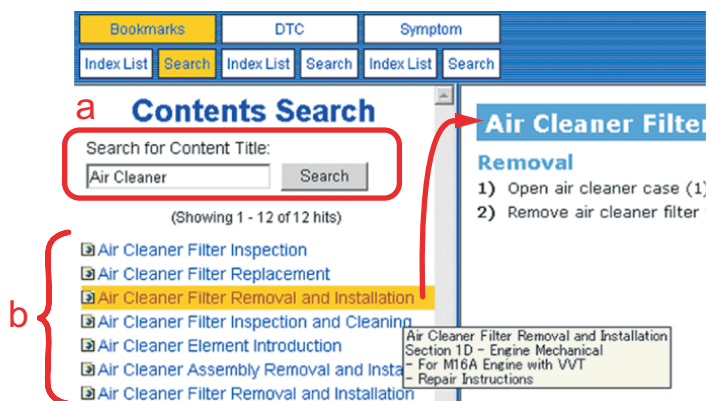 Bookmarks DTC Symptom
Index List Search Index List Search Index List Search
a
Contents Search
Search for Content Title:
Air Cleaner Search
(Showing 1 - 12 of 12 hits)
b
Air Cleaner Filter Inspection
Air Cleaner Filter Replacement
Air Cleaner Filter Removal and Installation
Air Cleaner Filter Inspection and Cleaning
Air Cleaner Element Introduction
Air Cleaner Assembly Removal and Insta
Air Cleaner Filter Removal and Installation
Air Cleaner Filter Removal and Installation
Section 1D - Engine Mechanical
- For M16A Engine with VVT
- Repair Instructions
Air Cleaner Filter
Removal
1) Open air cleaner case (1)
2) Remove air cleaner filter